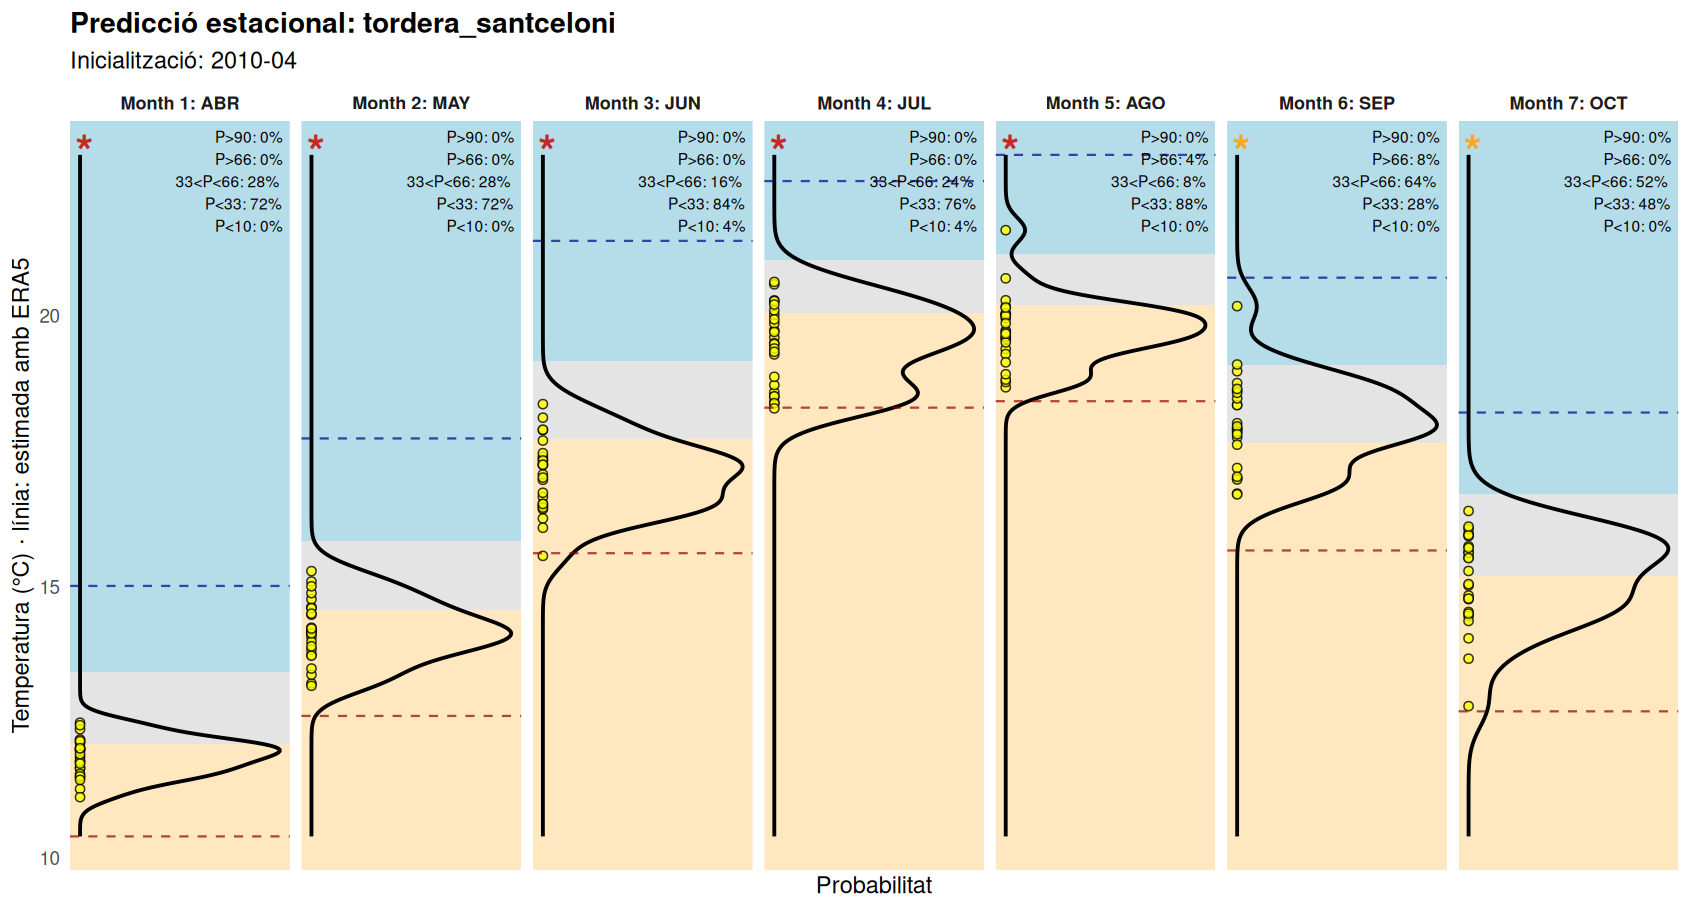 Predicció estacional: tordera_santceloni
Inicialització: 2010-04
Month 1: ABR
Month 2: MAY
Month 3: JUN
Month 4: JUL
Month 5: AGO
Month 6: SEP
Month 7: OCT
*
P>90: 0%
P>66: 0%
33<P<66: 28%
P<33: 72%
P<10: 0%
*
P>90: 0%
P>66: 0%
33<P<66: 28%
P<33: 72%
P<10: 0%
*
P>90: 0%
P>66: 0%
33<P<66: 16%
P<33: 84%
P<10: 4%
*
P>90: 0%
P>66: 0%
33<P<66: 24%
P<33: 76%
P<10: 4%
*
P>90: 0%
P>66: 4%
33<P<66: 8%
P<33: 88%
P<10: 0%
*
P>90: 0%
P>66: 8%
33<P<66: 64%
P<33: 28%
P<10: 0%
*
P>90: 0%
P>66: 0%
33<P<66: 52%
P<33: 48%
P<10: 0%
Temperatura (°C) · línia: estimada amb ERA5
20
15
10
Probabilitat